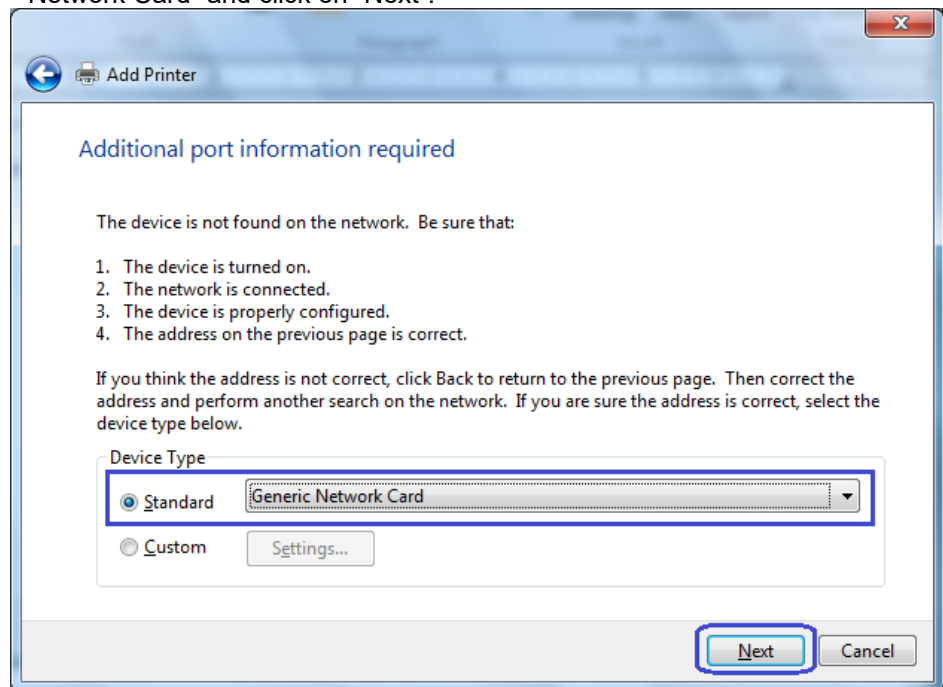 Network Card" and click on "Next".
Add Printer
Additional port information required
The device is not found on the network. Be sure that:
1. The device is turned on.
2. The network is connected.
3. The device is properly configured.
4. The address on the previous page is correct.
If you think the address is not correct, click Back to return to the previous page. Then correct the
address and perform another search on the network. If you are sure the address is correct, select the
device type below.
Device Type
Standard Generic Network Card
Custom Settings...
Next Cancel